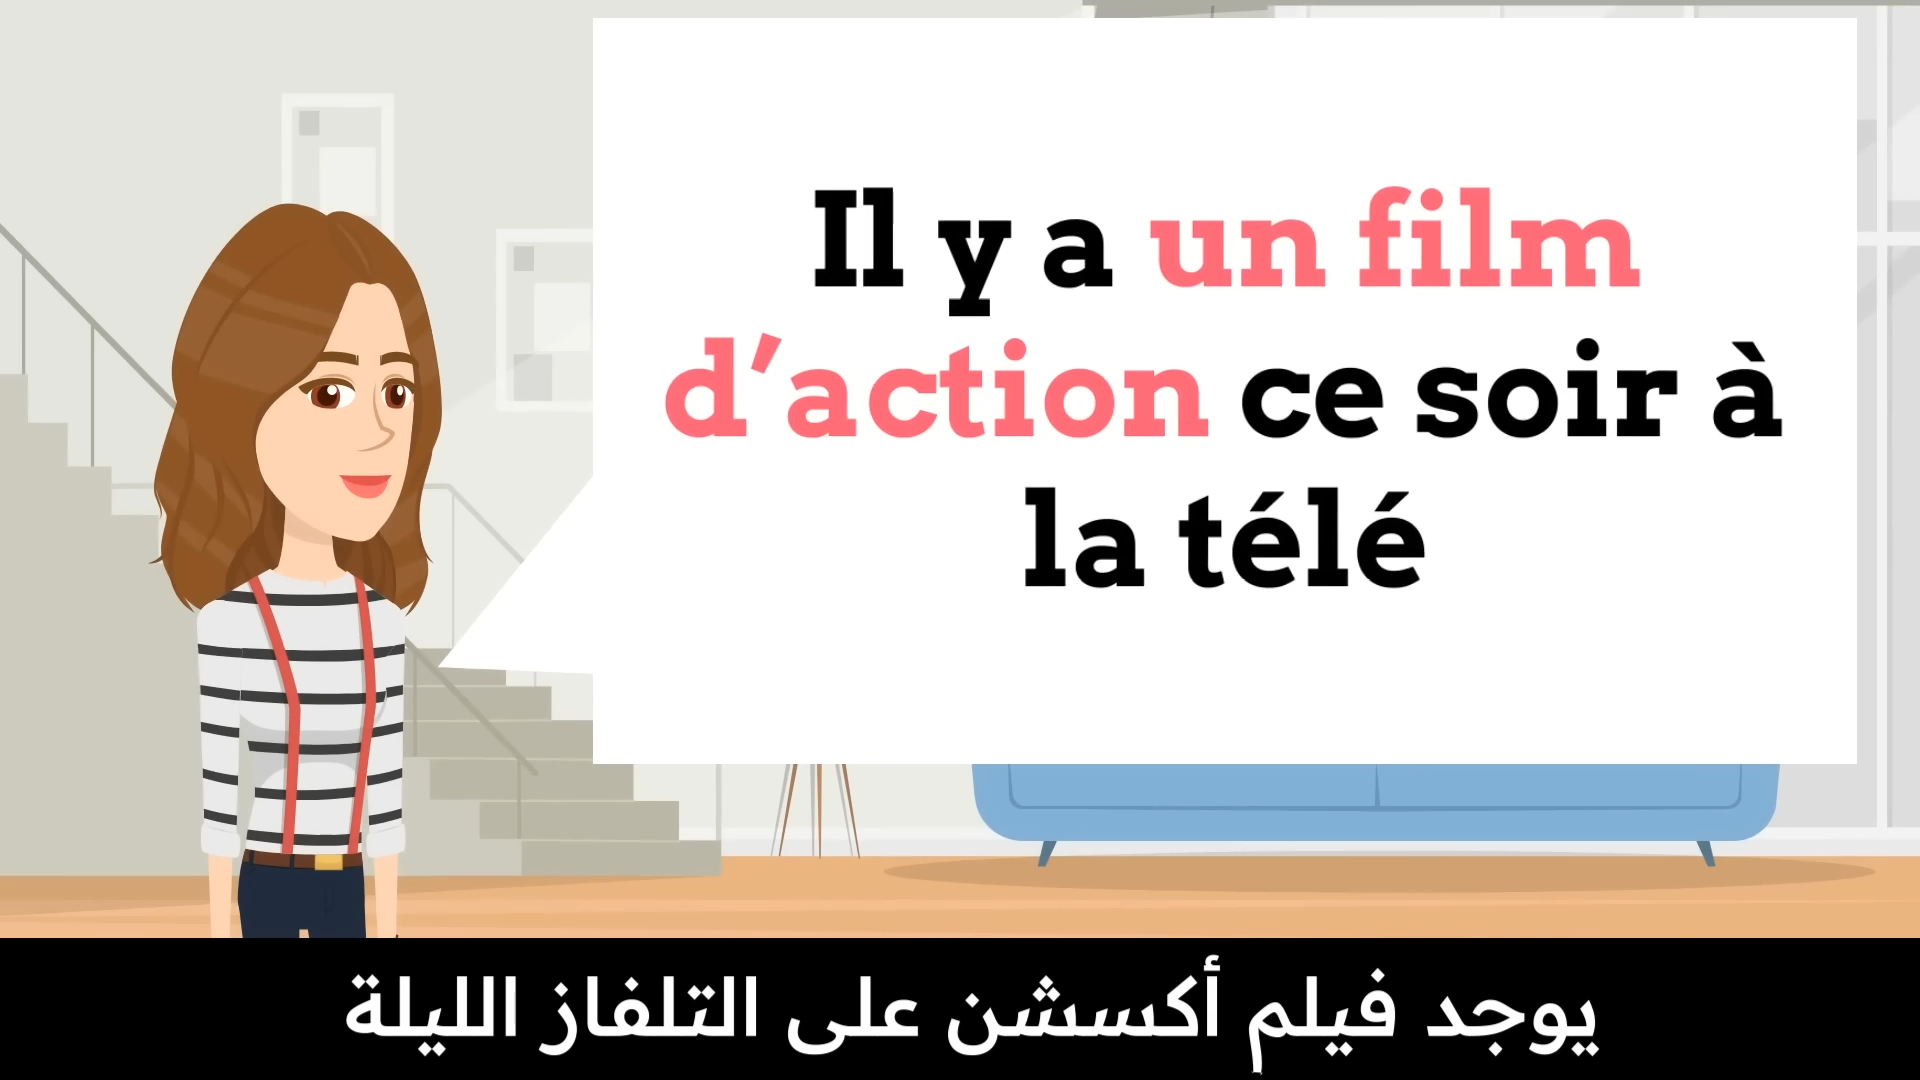 Il y a un film
d’action ce soir à
la télé
يوجد فيلم أكسشن على التلفاز الليلة